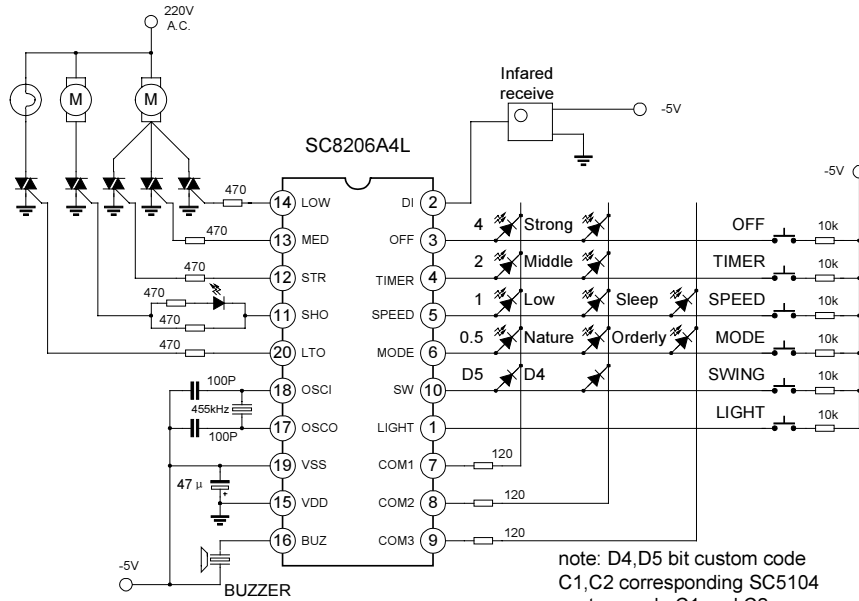 220V
A.C.
Infared
receive
-5V
SC8206A4L
-5V
M
M
470
14
LOW
DI
2
4
Strong
OFF
10k
470
13
MED
OFF
3
2
Middle
TIMER
10k
470
12
STR
TIMER
4
1
Low
Sleep
SPEED
10k
470
470
11
SHO
SPEED
5
0.5
Nature
Orderly
MODE
10k
470
20
LTO
MODE
6
D5
D4
SWING
10k
100P
455kHz
18
OSCI
SW
10
LIGHT
10k
100P
17
OSCO
LIGHT
1
19
VSS
COM1
7
120
47 μ
+
15
VDD
COM2
8
120
16
BUZ
COM3
9
120
-5V
BUZZER
note: D4,D5 bit custom code
C1,C2 corresponding SC5104